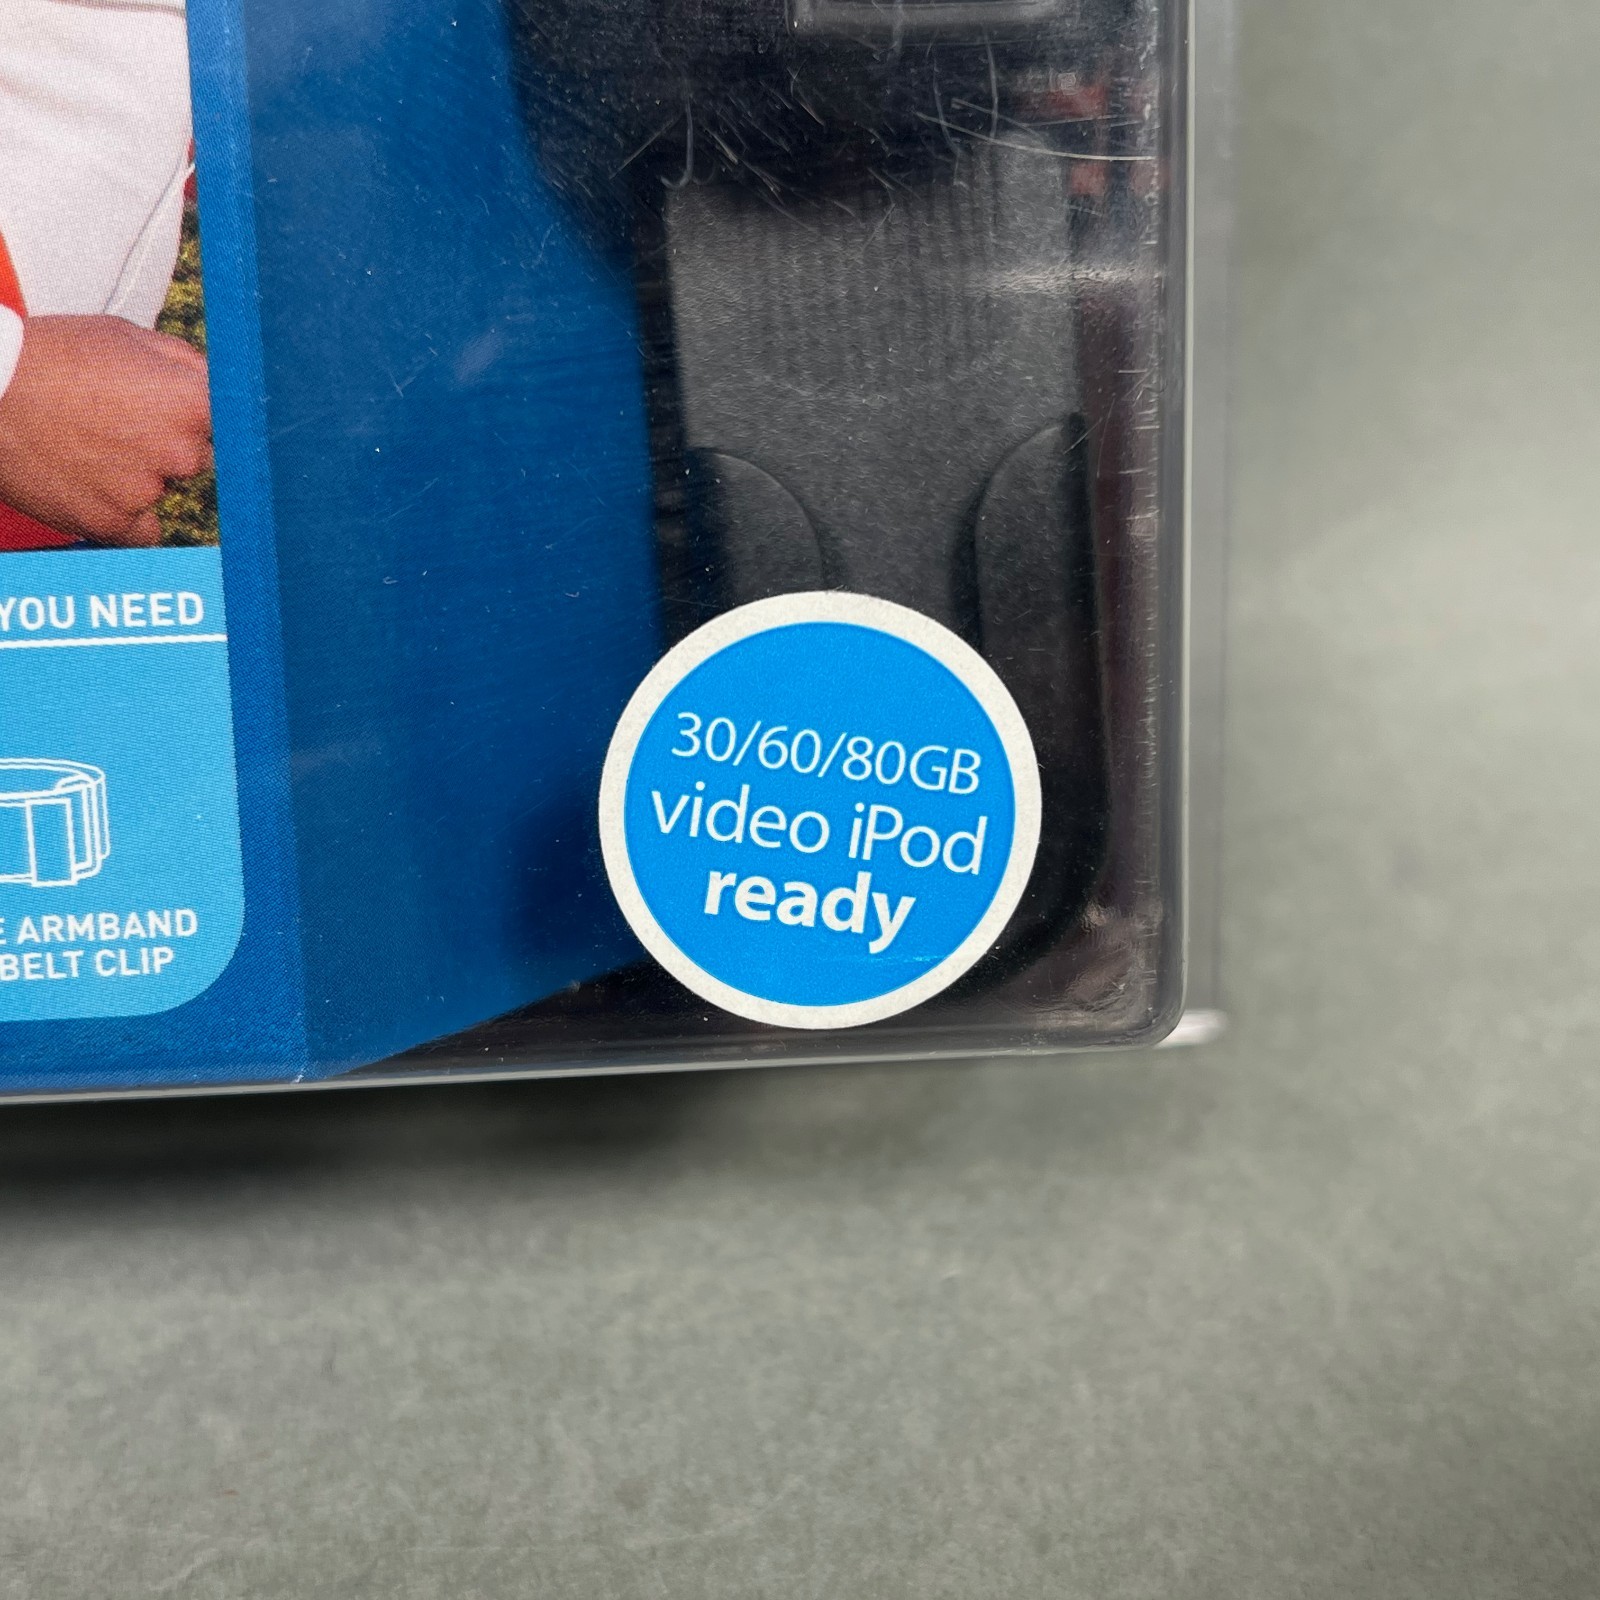 YOU NEED
ARMBAND
BELT CLIP
30/60/80GB
video iPod
ready